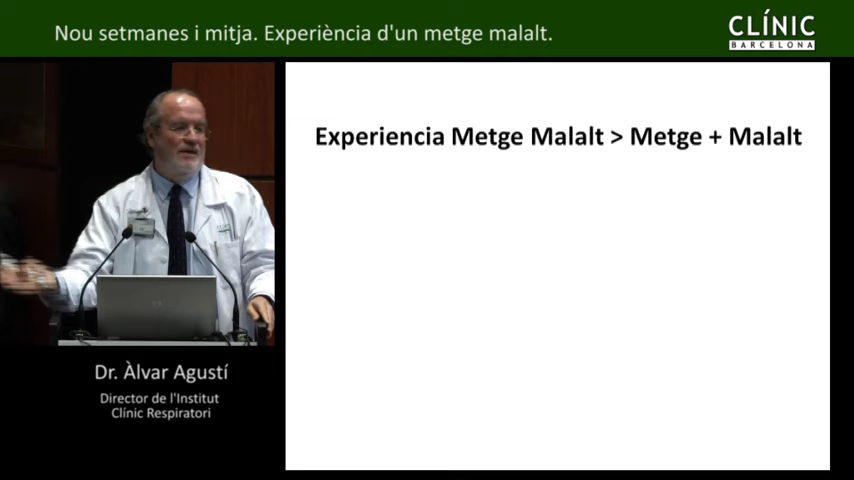 Nou setmanes i mitja. Experiència d'un metge malalt.
CLÍNIC
BARCELONA
Experiencia Metge Malalt > Metge + Malalt
Dr. Àlvar Agustí
Director de l'Institut
Clínic Respiratori